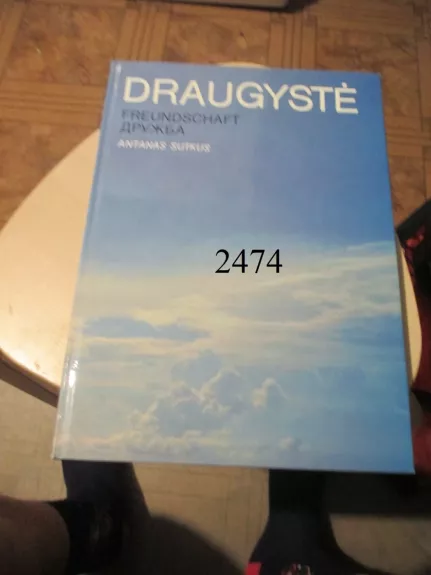 DRAUGYSTĖ
FREUNDSCHAFT
ДРУЖБА
ANTANAS SUTKUS
2474